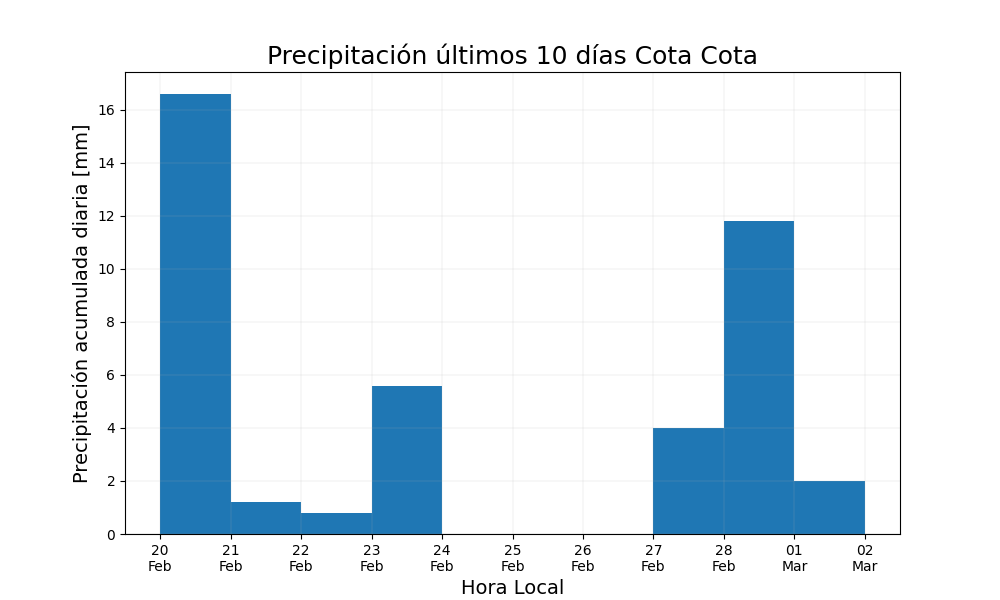 Precipitación últimos 10 días Cota Cota
Precipitación acumulada diaria [mm]
16
14
12
10
8
6
4
2
0
20 21 22 23 24 25 26 27 28 01 02
Feb Feb Feb Feb Feb Feb Feb Feb Feb Mar Mar
Hora Local